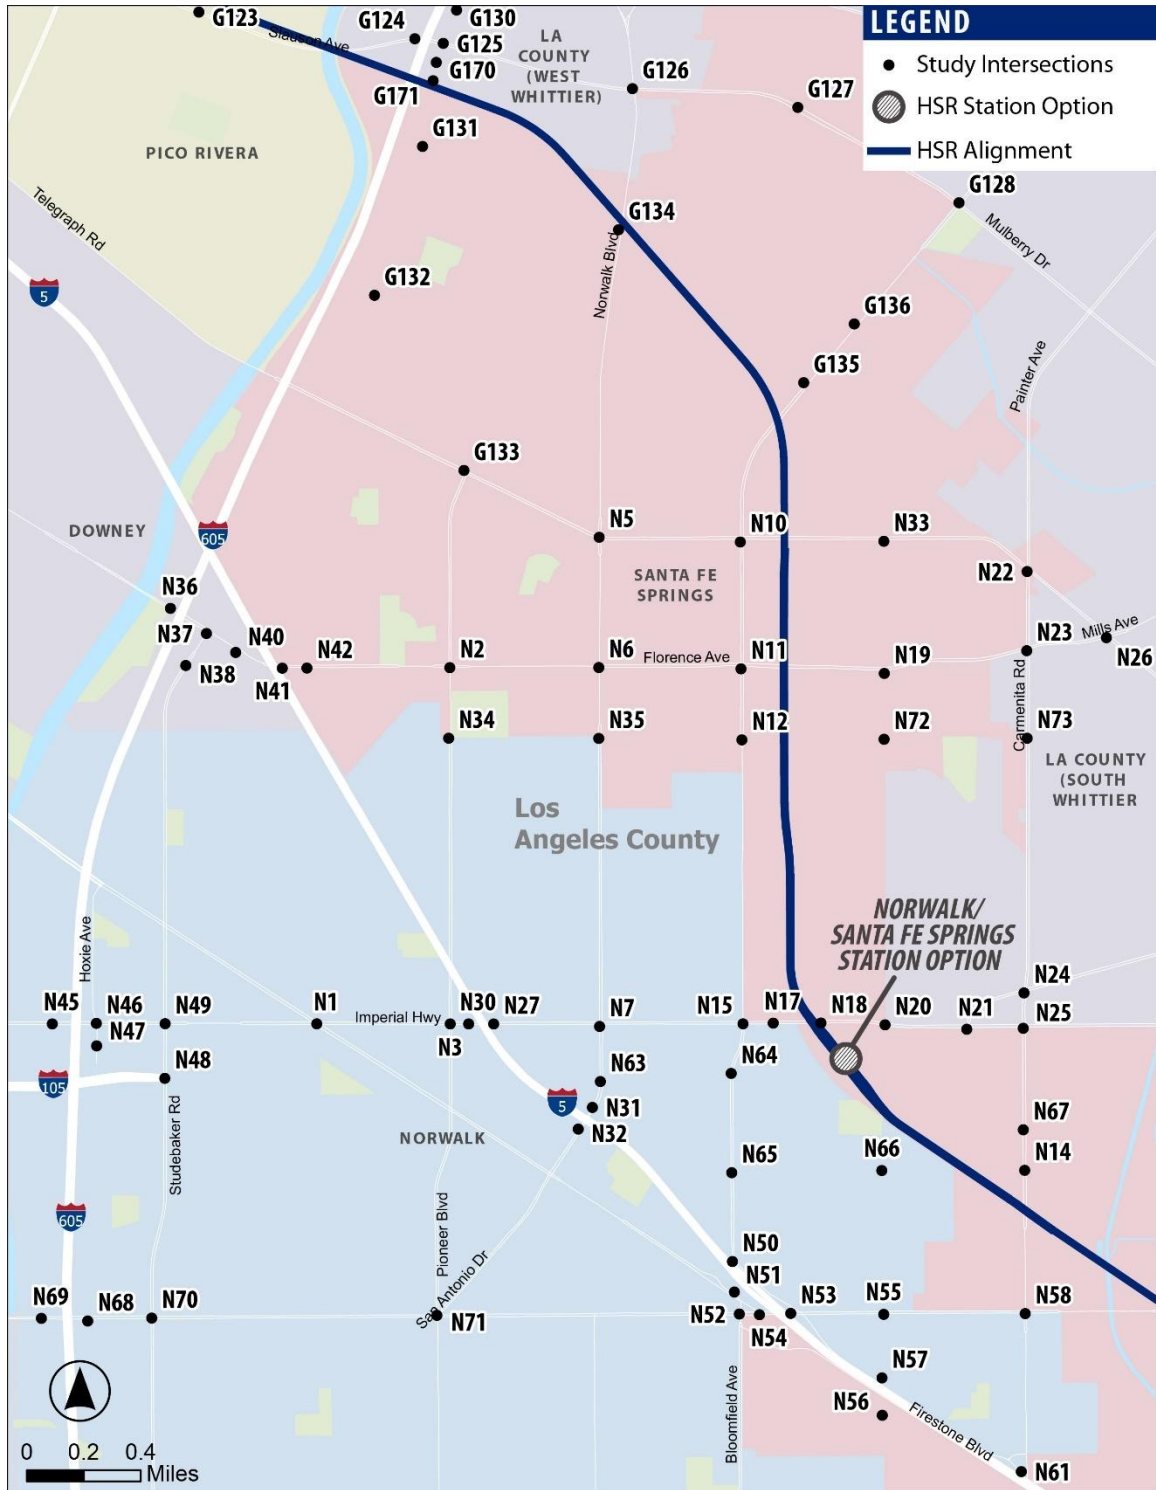 LEGEND
Study Intersections
HSR Station Option
HSR Alignment
G123
G124
G130
G125
G170
G171
Slauson Ave
LA
COUNTY
(WEST
WHITTIER)
G126
G127
G131
PICO RIVERA
G128
Telegraph Rd
G134
Mulberry Dr
Norwalk Blvd
5
G132
G136
G135
Painter Ave
G133
DOWNEY
605
N5
N10
N33
N22
SANTA FE
SPRINGS
N36
N37
N40
N38
N41
N42
N2
N6
Florence Ave
N11
N19
N23
Mills Ave
N26
Carmenita Rd
N34
N35
N12
N72
N73
LA COUNTY
(SOUTH
WHITTIER
Los
Angeles County
NORWALK/
SANTA FE SPRINGS
STATION OPTION
Hoxie Ave
N45
N46
N47
N49
N1
Imperial Hwy
N3
N30
N27
N7
N15
N17
N18
N20
N21
N24
N25
N48
105
N63
N64
5
N31
N32
N67
NORWALK
Studebaker Rd
N65
N66
N14
605
Pioneer Blvd
San Antonio Dr
N50
N51
N69
N68
N70
N71
N52
N54
N53
N55
N58
N57
N56
Bloomfield Ave
Firestone Blvd
N61
0 0.2 0.4
Miles